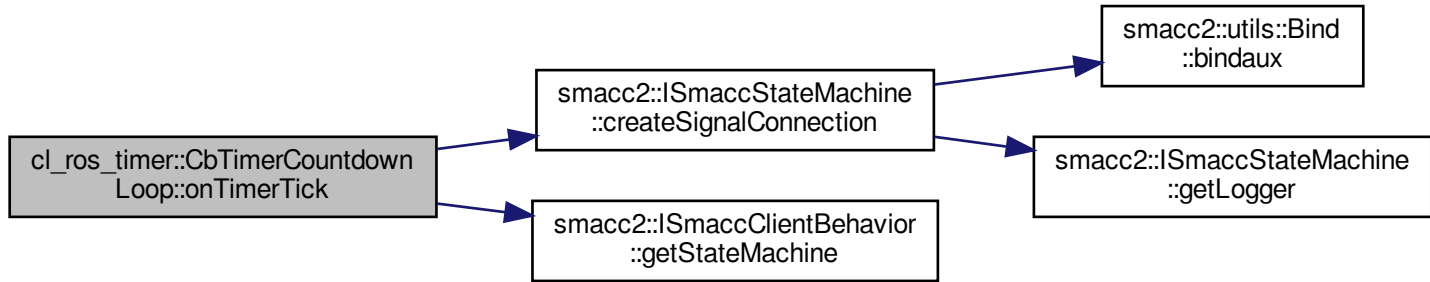 cl_ros_timer::CbTimerCountdown
Loop::onTimerTick
smacc2::ISmaccStateMachine
::createSignalConnection
smacc2::utils::Bind
::bindaux
smacc2::ISmaccStateMachine
::getLogger
smacc2::ISmaccClientBehavior
::getStateMachine